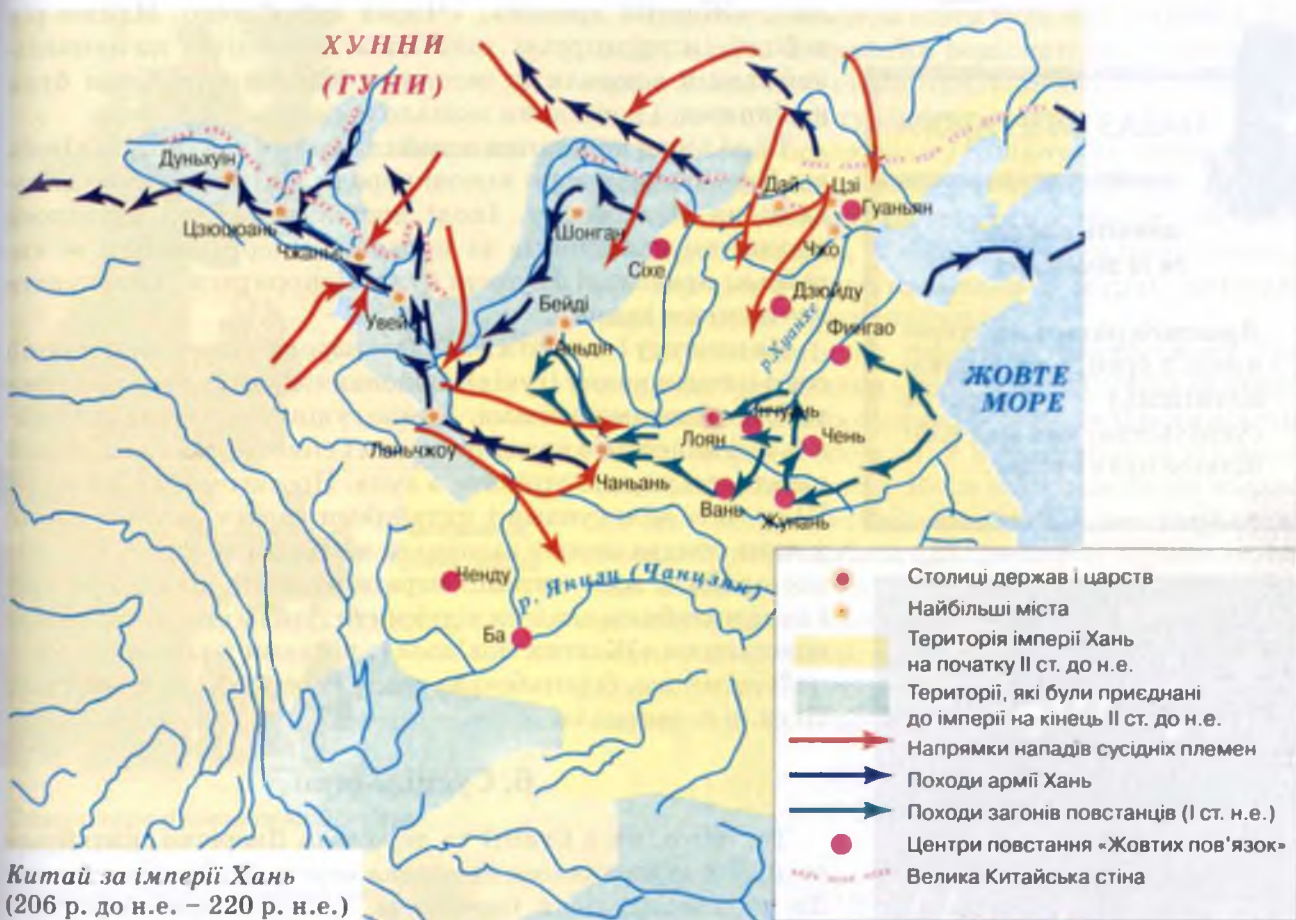 ХУННИ
(ГУНИ)
Дуньхуін
Цзюцюань
Чжаньє
Увей
Ланьчжоу
Шонган
Бейді
Аньдін
Сіхе
Дай
Цзі
Гуаньян
Чжо
Дзюйду
р. Хуанхе
Фингао
ЖОВТЕ
МОРЕ
Лоян
Чень
Чаньань
Вань
Жунань
Ченду
р. Янцзи (Чанцзян)
Ба
Столиці держав і царств
Найбільші міста
Територія імперії Хань
на початку II ст. до н.е.
Території, які були приєднані
до імперії на кінець II ст. до н.е.
Напрямки нападів сусідніх племен
Походи армії Хань
Походи загонів повстанців (I ст. н.е.)
Центри повстання «Жовтих пов'язок»
Велика Китайська стіна
Китай за імперії Хань
(206 р. до н.е. – 220 р. н.е.)